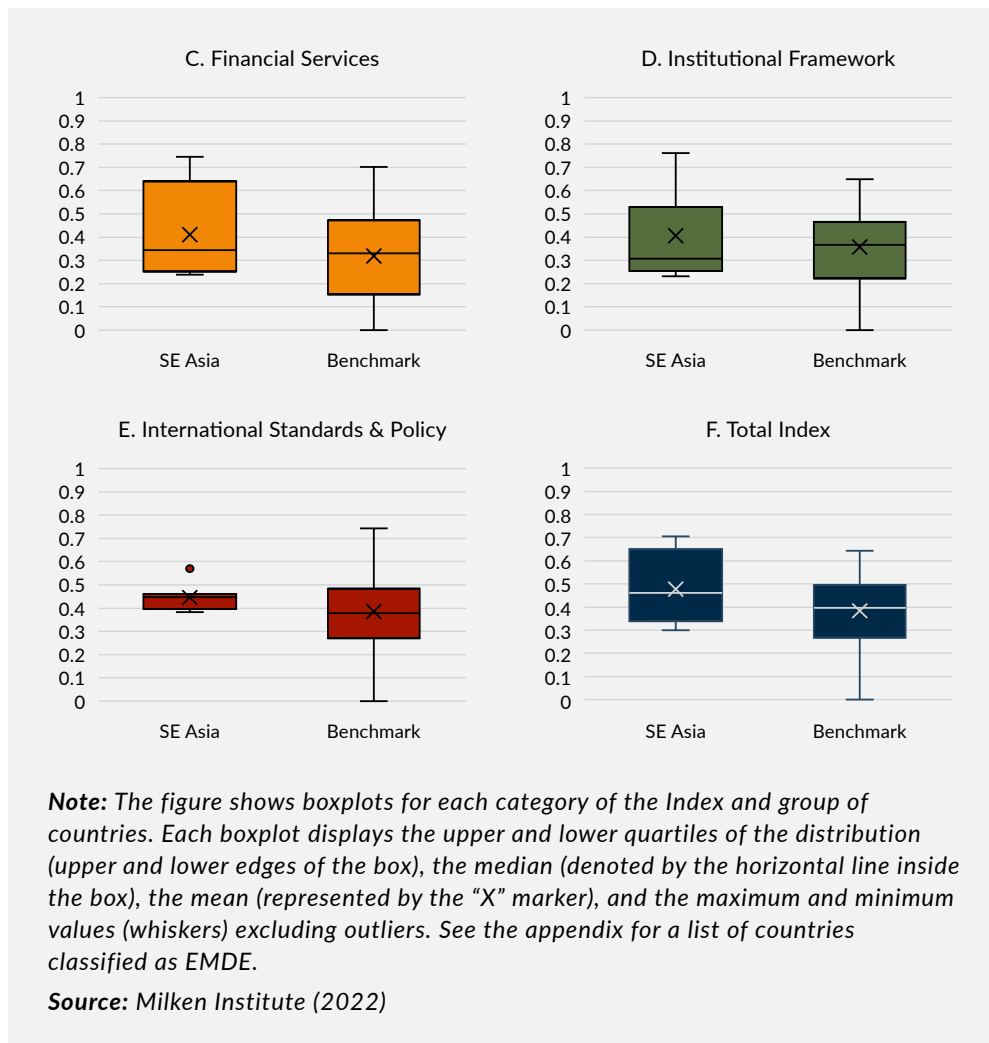 C. Financial Services
1
0.9
0.8
0.7
0.6
0.5
0.4
0.3
0.2
0.1
0
SE Asia Benchmark
D. Institutional Framework
1
0.9
0.8
0.7
0.6
0.5
0.4
0.3
0.2
0.1
0
SE Asia Benchmark
E. International Standards & Policy
1
0.9
0.8
0.7
0.6
0.5
0.4
0.3
0.2
0.1
0
SE Asia Benchmark
F. Total Index
1
0.9
0.8
0.7
0.6
0.5
0.4
0.3
0.2
0.1
0
SE Asia Benchmark
Note: The figure shows boxplots for each category of the Index and group of
countries. Each boxplot displays the upper and lower quartiles of the distribution
(upper and lower edges of the box), the median (denoted by the horizontal line inside
the box), the mean (represented by the “X” marker), and the maximum and minimum
values (whiskers) excluding outliers. See the appendix for a list of countries
classified as EMDE.
Source: Milken Institute (2022)